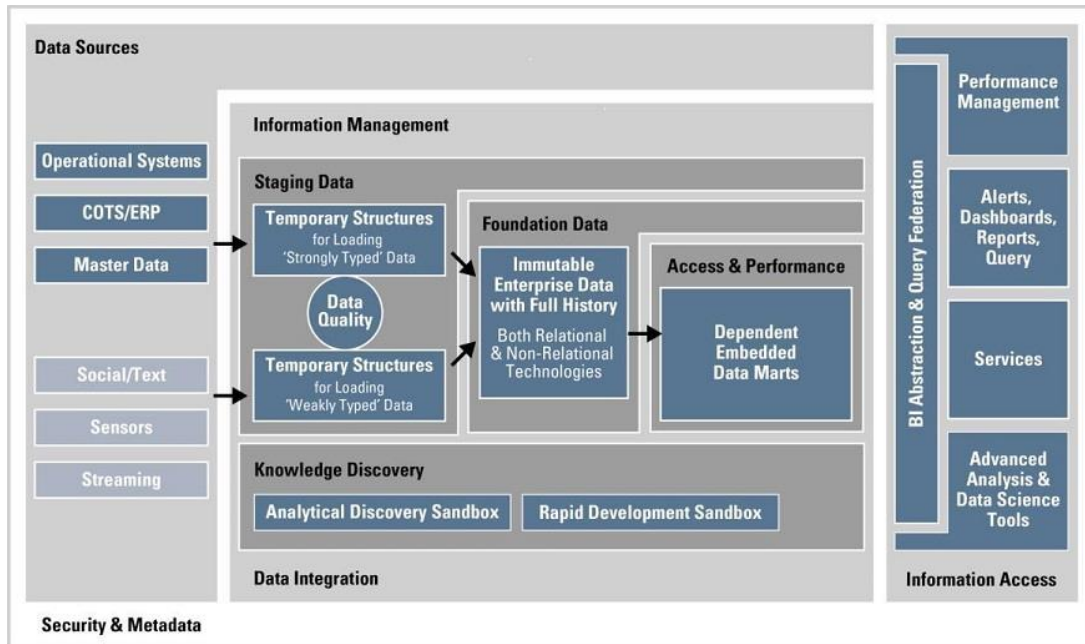 Data Sources
Operational Systems
COTS/ERP
Master Data
Social/Text
Sensors
Streaming
Information Management
Staging Data
Temporary Structures
for Loading
'Strongly Typed' Data
Data
Quality
Temporary Structures
for Loading
'Weakly Typed' Data
Foundation Data
Immutable
Enterprise Data
with Full History
Both Relational
& Non-Relational
Technologies
Access & Performance
Dependent
Embedded
Data Marts
Knowledge Discovery
Analytical Discovery Sandbox
Rapid Development Sandbox
Data Integration
BI Abstraction & Query Federation
Performance
Management
Alerts,
Dashboards,
Reports,
Query
Services
Advanced
Analysis &
Data Science
Tools
Information Access
Security & Metadata